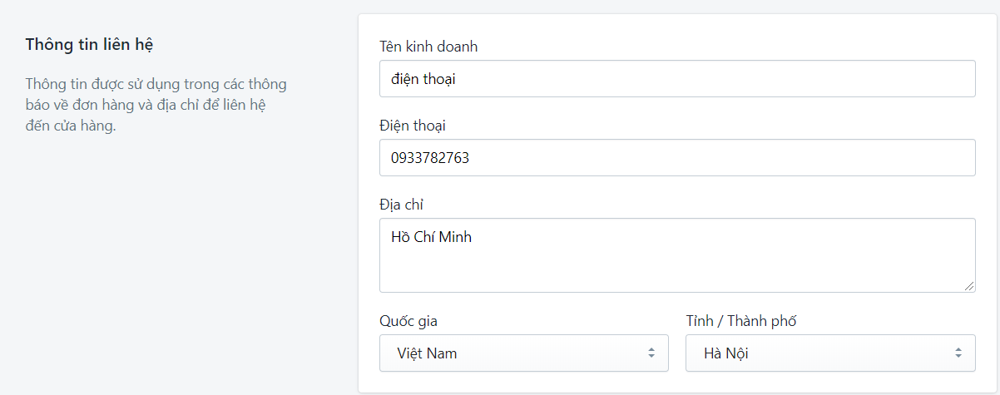 Thông tin liên hệ
Thông tin được sử dụng trong các thông
báo về đơn hàng và địa chỉ để liên hệ
đến cửa hàng.
Tên kinh doanh
điện thoại
Điện thoại
0933782763
Địa chỉ
Hồ Chí Minh
Quốc gia
Tỉnh / Thành phố
Việt Nam
Hà Nội